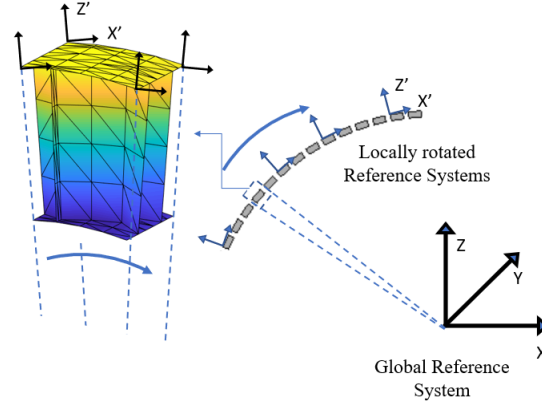 Z'
X'
Z'
X'
Locally rotated
Reference Systems
Z
Y
X
Global Reference
System